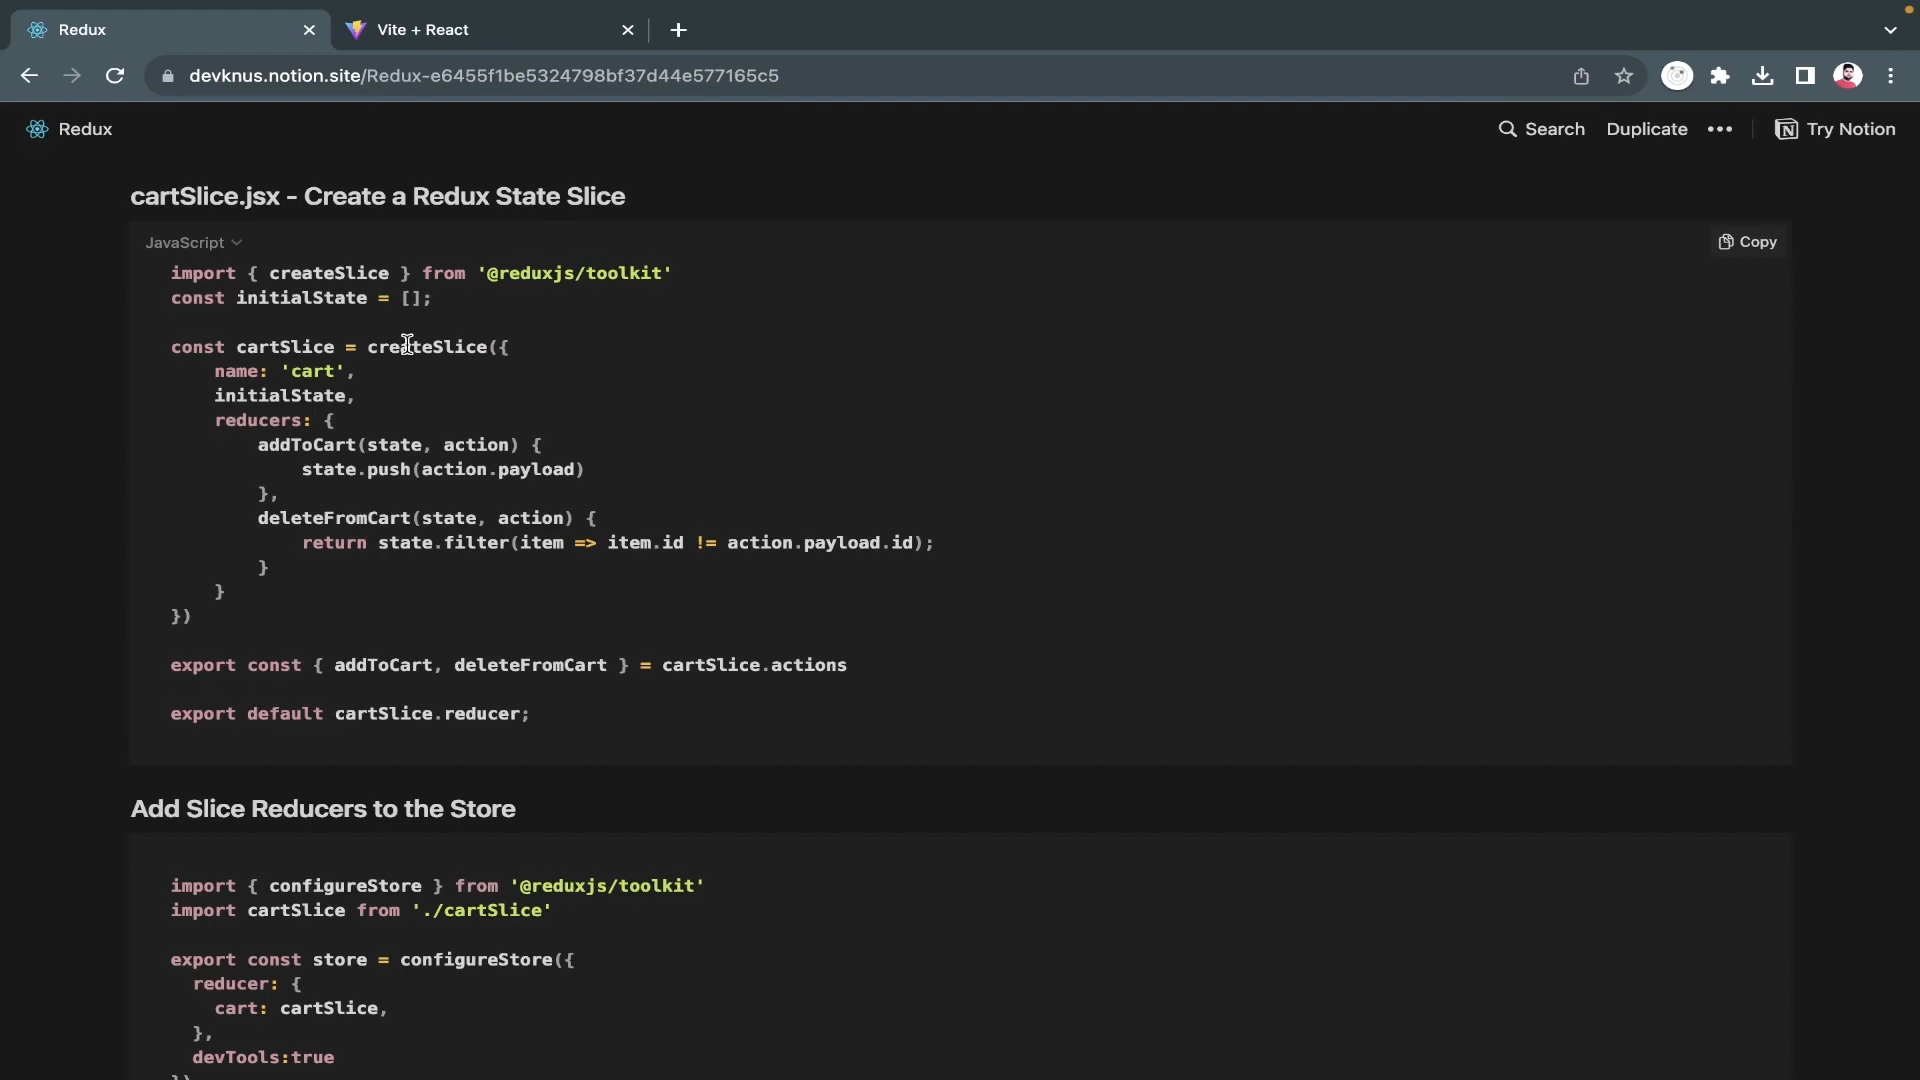 Redux
Vite + React
devknus.notion.site/Redux-e6455f1be5324798bf37d44e577165c5
Redux
Search
Duplicate
Try Notion
cartSlice.jsx - Create a Redux State Slice
JavaScript
Copy
import { createSlice } from '@reduxjs/toolkit'
const initialState = [];
const cartSlice = createSlice({
name: 'cart',
initialState,
reducers: {
addToCart(state, action) {
state.push(action.payload)
},
deleteFromCart(state, action) {
return state.filter(item => item.id != action.payload.id);
}
}
})
export const { addToCart, deleteFromCart } = cartSlice.actions
export default cartSlice.reducer;
Add Slice Reducers to the Store
import { configureStore } from '@reduxjs/toolkit'
import cartSlice from './cartSlice'
export const store = configureStore({
reducer: {
cart: cartSlice,
},
devTools:true
})